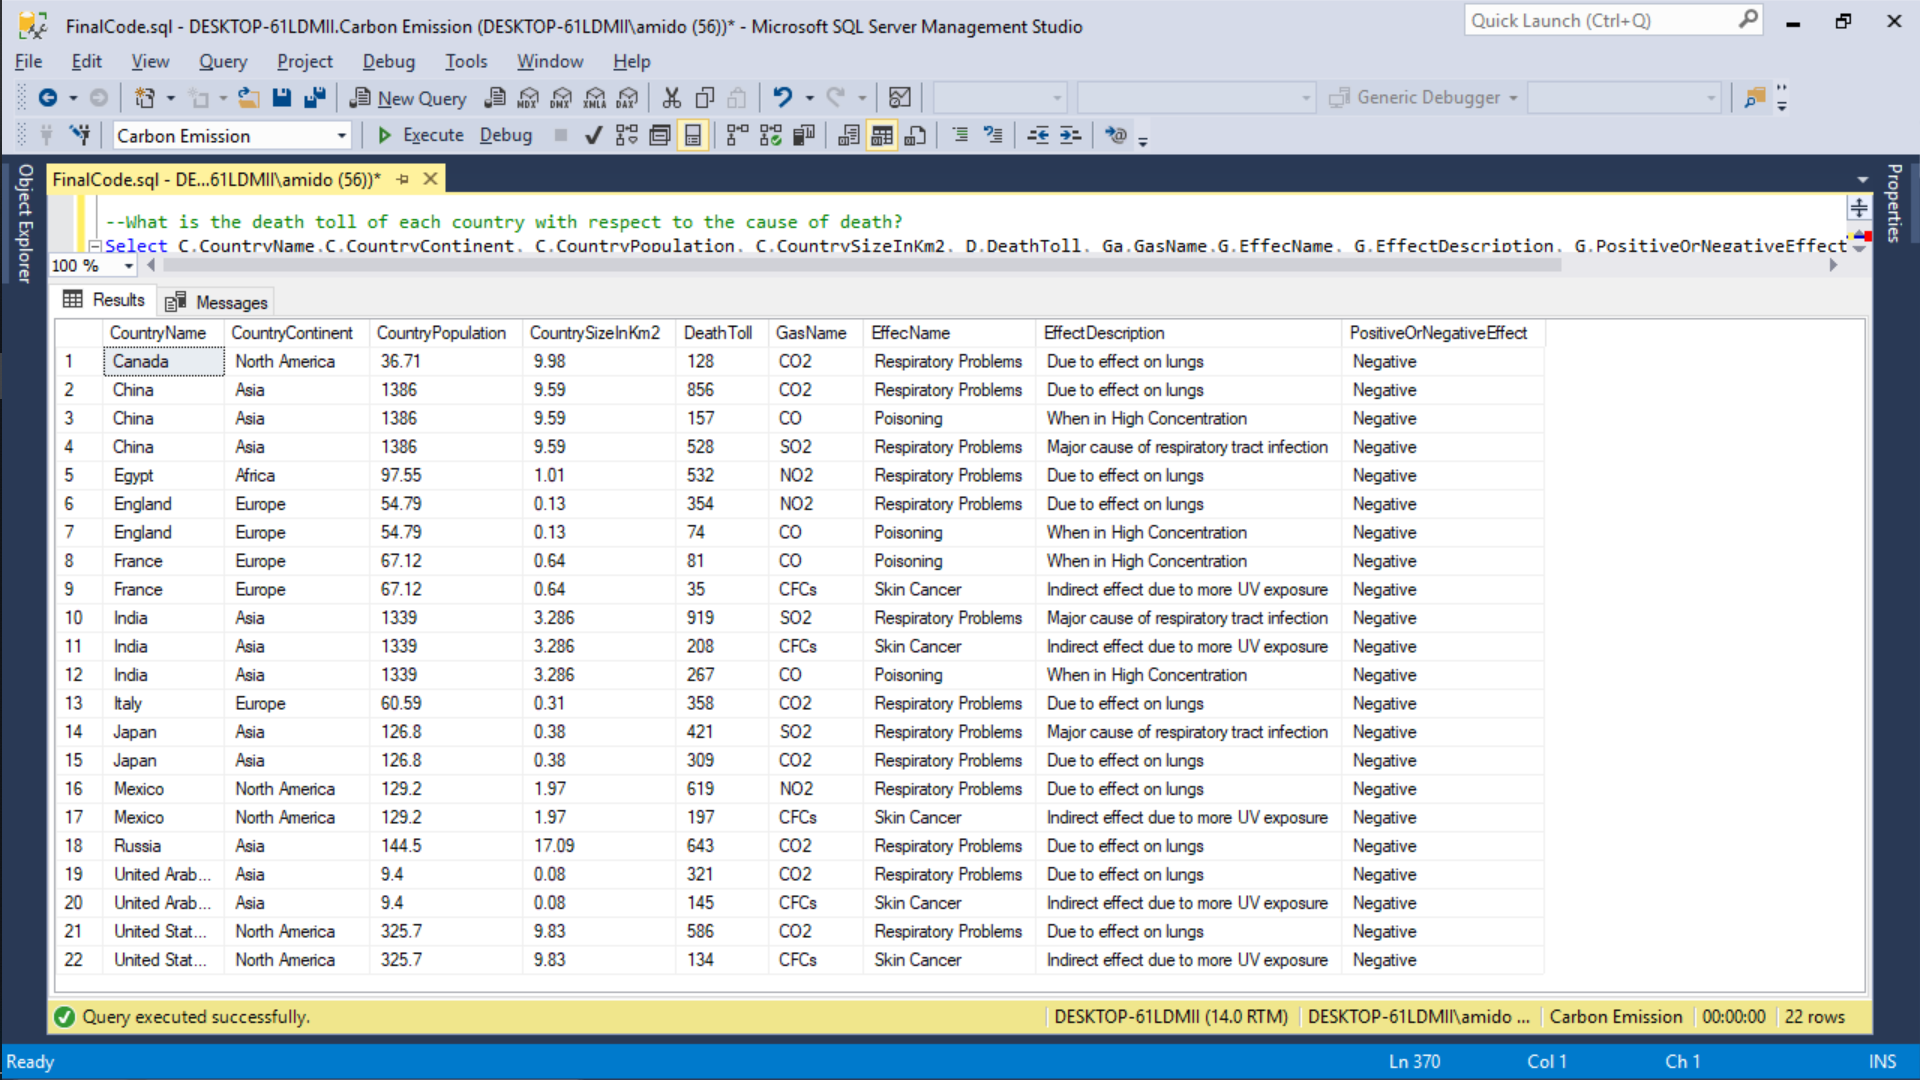 FinalCode.sql - DESKTOP-61LDMII.Carbon Emission (DESKTOP-61LDMII\amido (56))* - Microsoft SQL Server Management Studio
Quick Launch (Ctrl+Q)
File Edit View Query Project Debug Tools Window Help
New Query MDX DMX XMLA DAX Generic Debugger
Carbon Emission Execute Debug
Object Explorer
Properties
FinalCode.sql - DE...61LDMII\amido (56))*
--What is the death toll of each country with respect to the cause of death?
Select C.CountryName,C.CountryContinent, C.CountryPopulation, C.CountrySizeInKm2, D.DeathToll, Ga.GasName,G.EffecName, G.EffectDescription, G.PositiveOrNegativeEffect
100 %
Results Messages
CountryName CountryContinent CountryPopulation CountrySizeInKm2 DeathToll GasName EffecName EffectDescription PositiveOrNegativeEffect
1 Canada North America 36.71 9.98 128 CO2 Respiratory Problems Due to effect on lungs Negative
2 China Asia 1386 9.59 856 CO2 Respiratory Problems Due to effect on lungs Negative
3 China Asia 1386 9.59 157 CO Poisoning When in High Concentration Negative
4 China Asia 1386 9.59 528 SO2 Respiratory Problems Major cause of respiratory tract infection Negative
5 Egypt Africa 97.55 1.01 532 NO2 Respiratory Problems Due to effect on lungs Negative
6 England Europe 54.79 0.13 354 NO2 Respiratory Problems Due to effect on lungs Negative
7 England Europe 54.79 0.13 74 CO Poisoning When in High Concentration Negative
8 France Europe 67.12 0.64 81 CO Poisoning When in High Concentration Negative
9 France Europe 67.12 0.64 35 CFCs Skin Cancer Indirect effect due to more UV exposure Negative
10 India Asia 1339 3.286 919 SO2 Respiratory Problems Major cause of respiratory tract infection Negative
11 India Asia 1339 3.286 208 CFCs Skin Cancer Indirect effect due to more UV exposure Negative
12 India Asia 1339 3.286 267 CO Poisoning When in High Concentration Negative
13 Italy Europe 60.59 0.31 358 CO2 Respiratory Problems Due to effect on lungs Negative
14 Japan Asia 126.8 0.38 421 SO2 Respiratory Problems Major cause of respiratory tract infection Negative
15 Japan Asia 126.8 0.38 309 CO2 Respiratory Problems Due to effect on lungs Negative
16 Mexico North America 129.2 1.97 619 NO2 Respiratory Problems Due to effect on lungs Negative
17 Mexico North America 129.2 1.97 197 CFCs Skin Cancer Indirect effect due to more UV exposure Negative
18 Russia Asia 144.5 17.09 643 CO2 Respiratory Problems Due to effect on lungs Negative
19 United Arab... Asia 9.4 0.08 321 CO2 Respiratory Problems Due to effect on lungs Negative
20 United Arab... Asia 9.4 0.08 145 CFCs Skin Cancer Indirect effect due to more UV exposure Negative
21 United Stat... North America 325.7 9.83 586 CO2 Respiratory Problems Due to effect on lungs Negative
22 United Stat... North America 325.7 9.83 134 CFCs Skin Cancer Indirect effect due to more UV exposure Negative
Query executed successfully. DESKTOP-61LDMII (14.0 RTM) DESKTOP-61LDMII\amido ... Carbon Emission 00:00:00 22 rows
Ready Ln 370 Col 1 Ch 1 INS